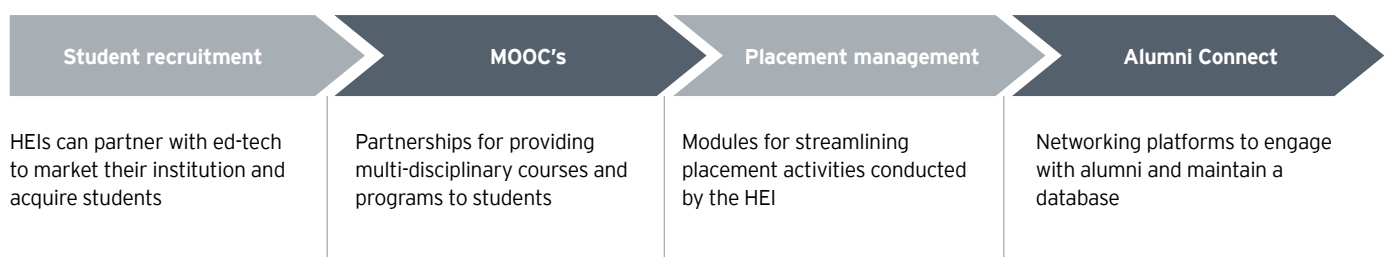 Student recruitment
HEIs can partner with ed-tech
to market their institution and
acquire students
MOOC's
Partnerships for providing
multi-disciplinary courses and
programs to students
Placement management
Modules for streamlining
placement activities conducted
by the HEI
Alumni Connect
Networking platforms to engage
with alumni and maintain a
database